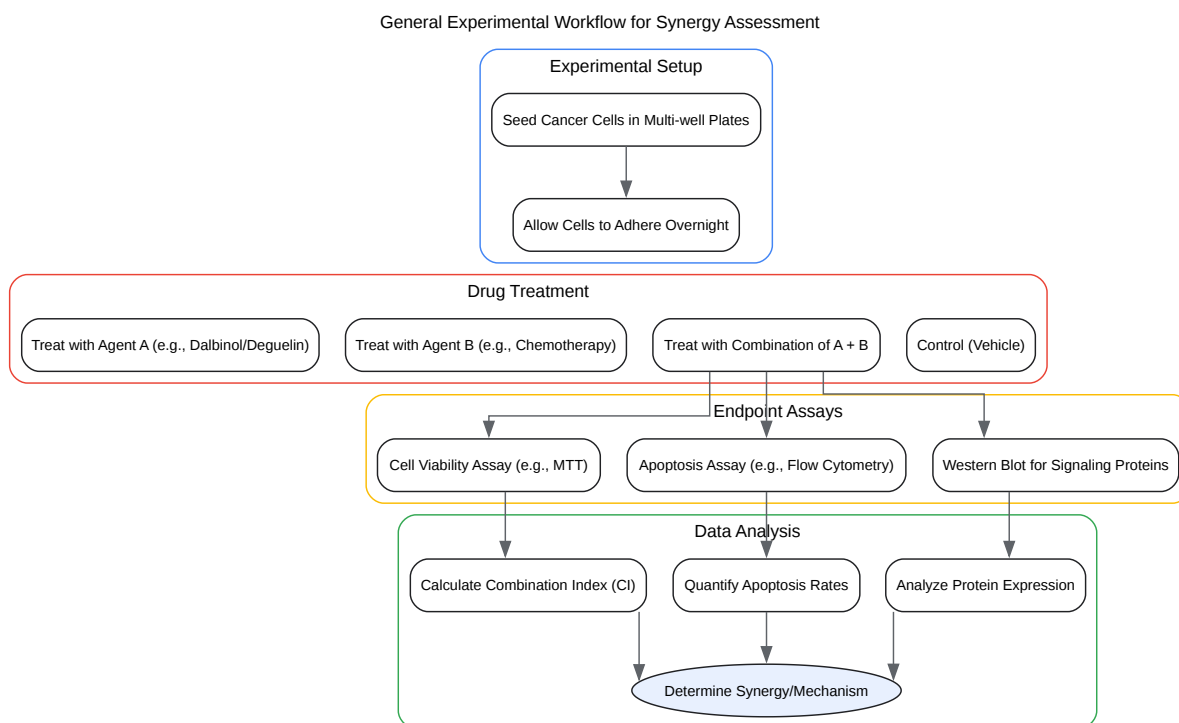 General Experimental Workflow for Synergy Assessment
Experimental Setup
Seed Cancer Cells in Multi-well Plates
Allow Cells to Adhere Overnight
Drug Treatment
Treat with Agent A (e.g., Dalbinol/Deguelin)
Treat with Agent B (e.g., Chemotherapy)
Treat with Combination of A + B
Control (Vehicle)
Endpoint Assays
Cell Viability Assay (e.g., MTT)
Apoptosis Assay (e.g., Flow Cytometry)
Western Blot for Signaling Proteins
Data Analysis
Calculate Combination Index (CI)
Quantify Apoptosis Rates
Analyze Protein Expression
Determine Synergy/Mechanism